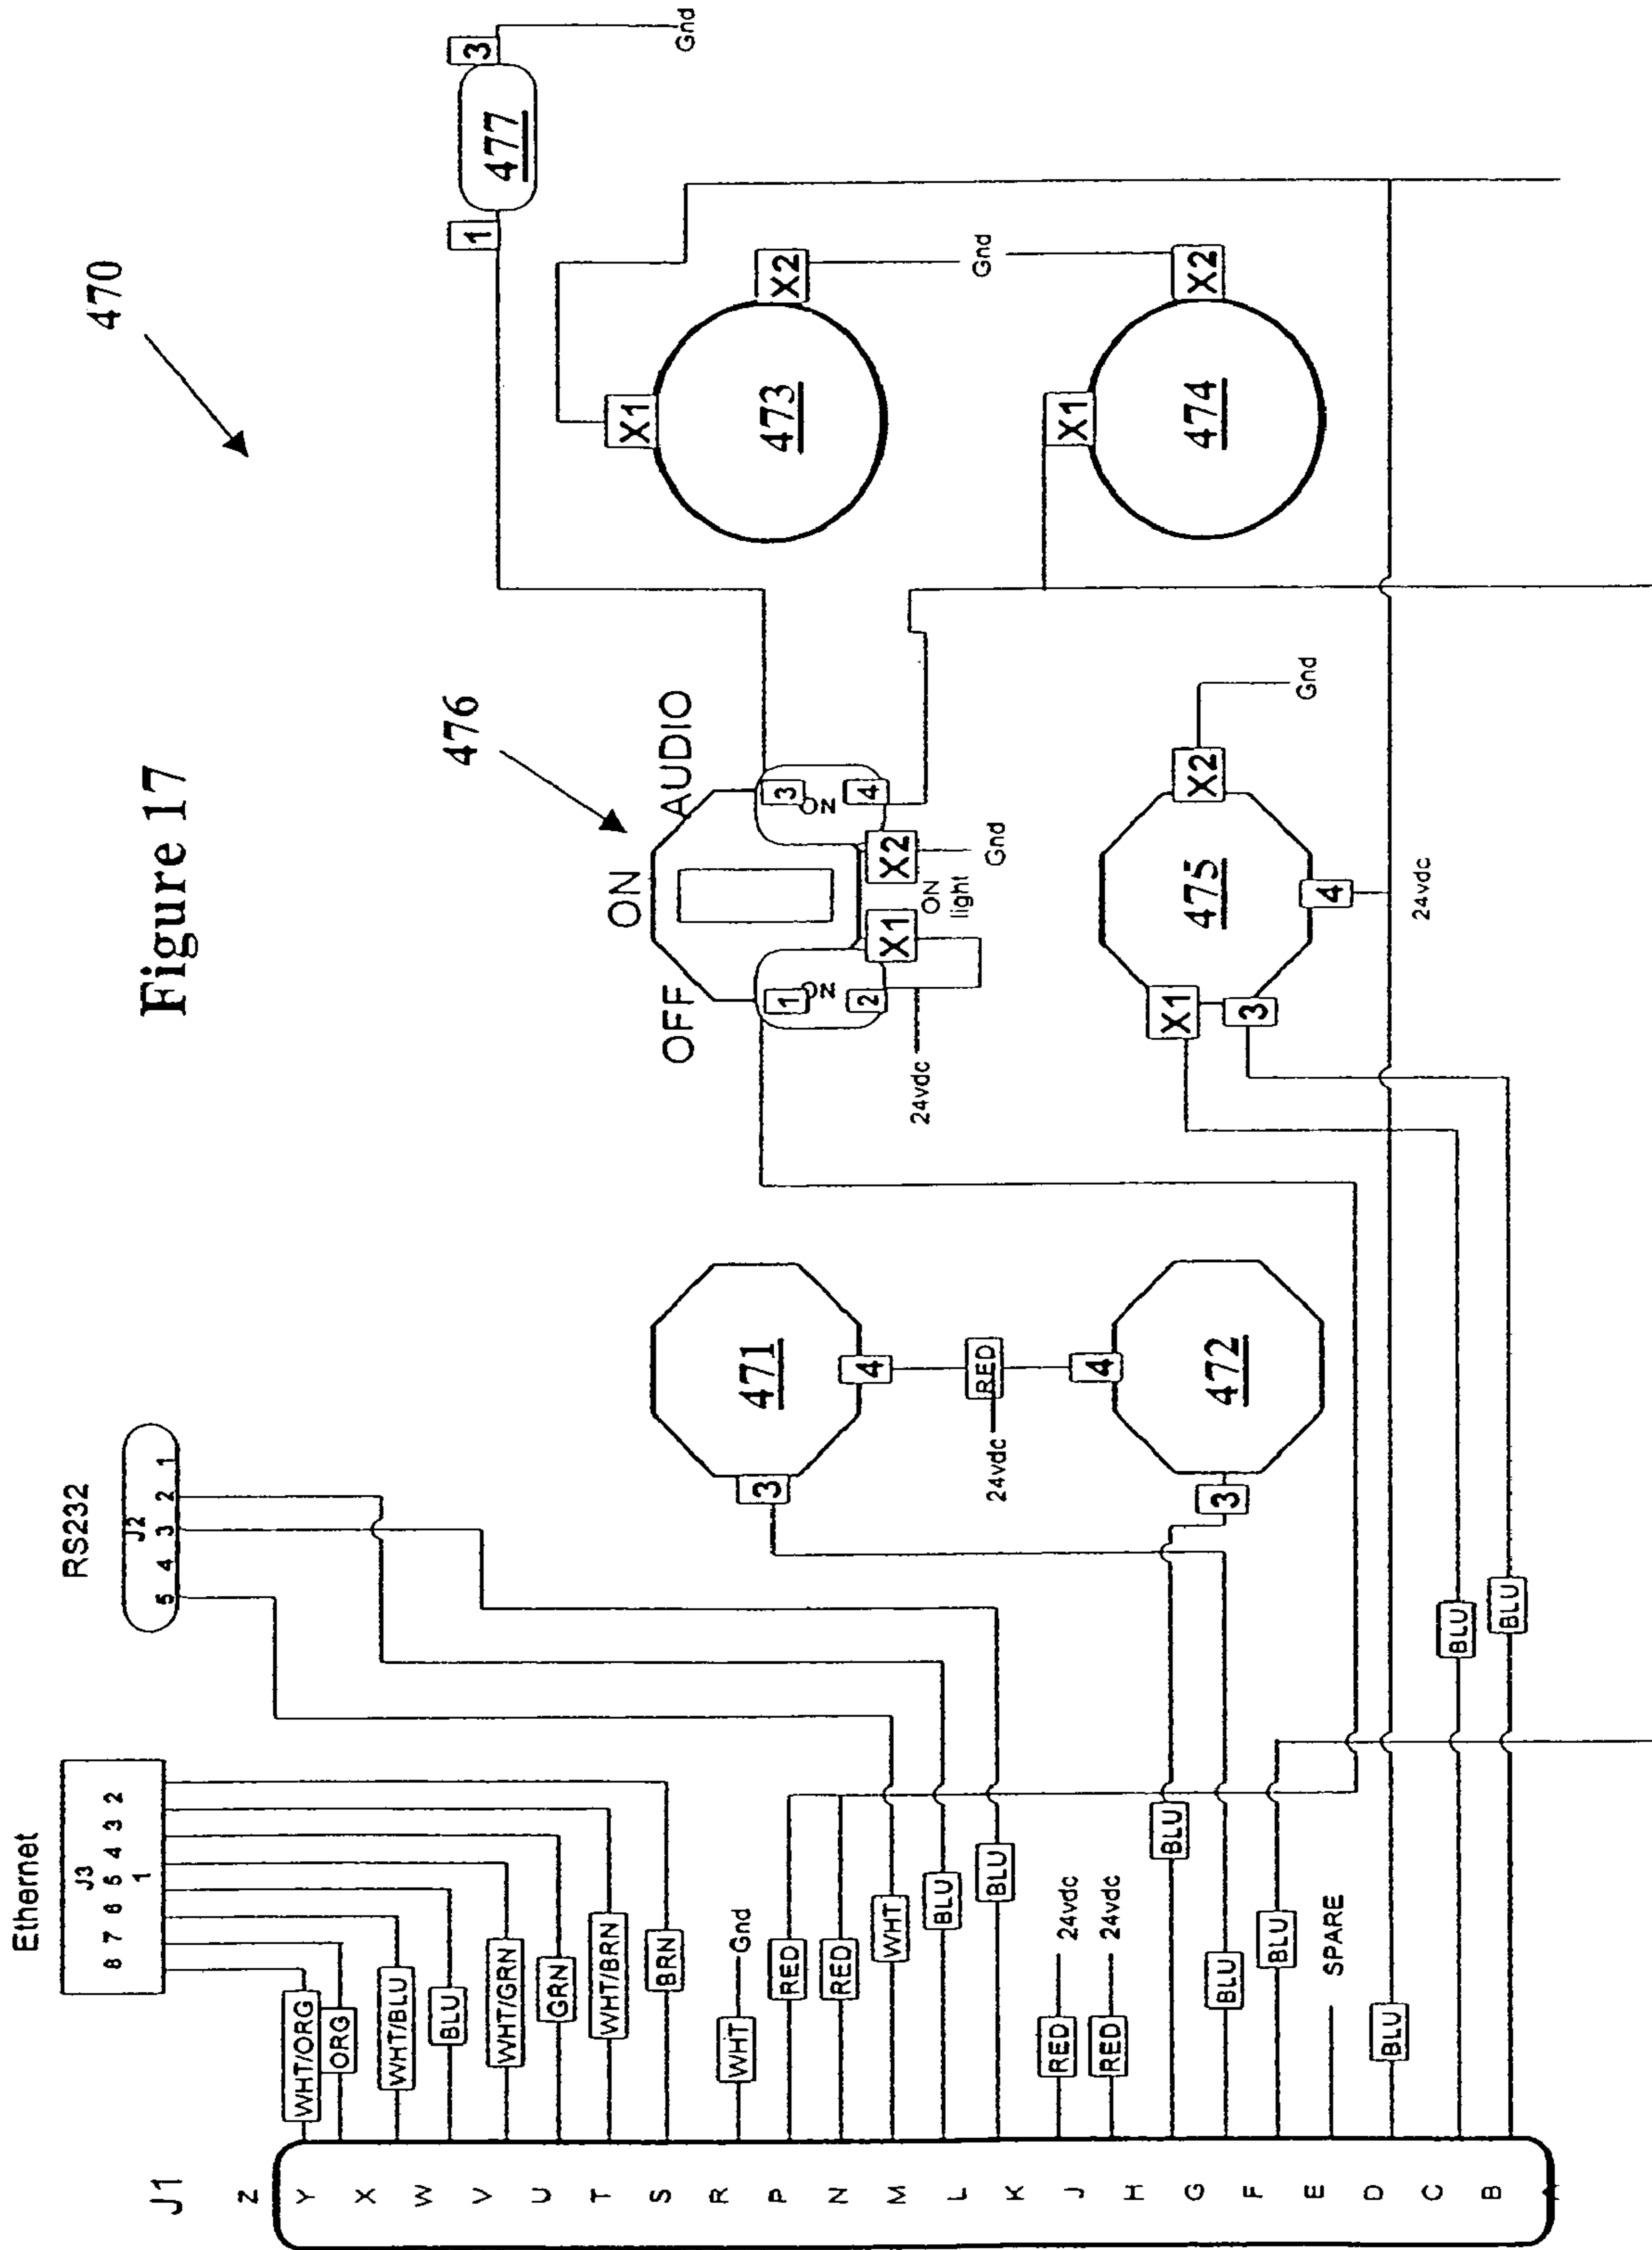 Figure 17
470
477
1
3
Gnd
Ethernet
J3
8 7 6 5 4 3 2
1
RS232
J2
5 4 3 2 1
476
OFF
ON
AUDIO
1
ON
2
3
ON
4
X1
X2
ON
light
24vdc
Gnd
X1
473
X2
Gnd
X1
474
X2
471
3
4
RED
24vdc
4
472
3
X1
3
475
X2
4
Gnd
24vdc
J1
Z
Y
X
W
V
U
T
S
R
P
N
M
L
K
J
H
G
F
E
D
C
B
WHT/ORG
ORG
WHT/BLU
BLU
WHT/GRN
GRN
WHT/BRN
BRN
WHT
Gnd
RED
RED
WHT
BLU
BLU
RED
24vdc
RED
24vdc
BLU
BLU
BLU
SPARE
BLU
BLU
BLU